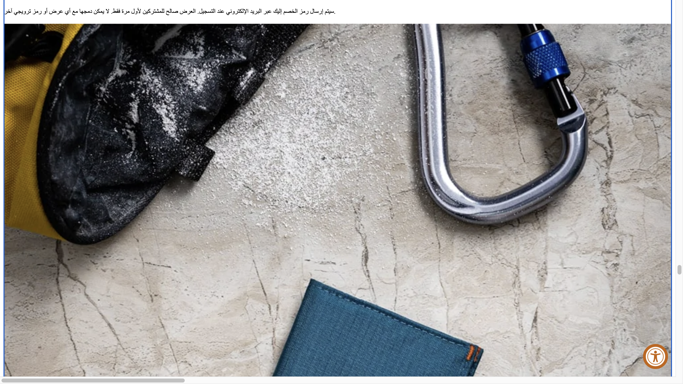 سيتم إرسال رمز الخصم إليك عبر البريد الإلكتروني عند التسجيل. العرض صالح للمشتركين لأول مرة فقط. لا يمكن دمجها مع أي عرض أو رمز ترويجي آخر.